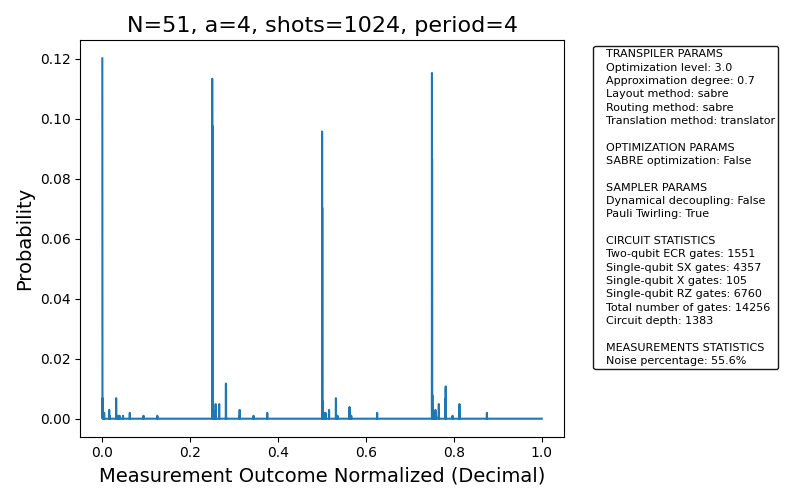 N=51, a=4, shots=1024, period=4
0.12
0.10
0.08
0.06
0.04
0.02
0.00
Probability
0.0 0.2 0.4 0.6 0.8 1.0
Measurement Outcome Normalized (Decimal)
TRANSPILER PARAMS
Optimization level: 3.0
Approximation degree: 0.7
Layout method: sabre
Routing method: sabre
Translation method: translator
OPTIMIZATION PARAMS
SABRE optimization: False
SAMPLER PARAMS
Dynamical decoupling: False
Pauli Twirling: True
CIRCUIT STATISTICS
Two-qubit ECR gates: 1551
Single-qubit SX gates: 4357
Single-qubit X gates: 105
Single-qubit RZ gates: 6760
Total number of gates: 14256
Circuit depth: 1383
MEASUREMENTS STATISTICS
Noise percentage: 55.6%